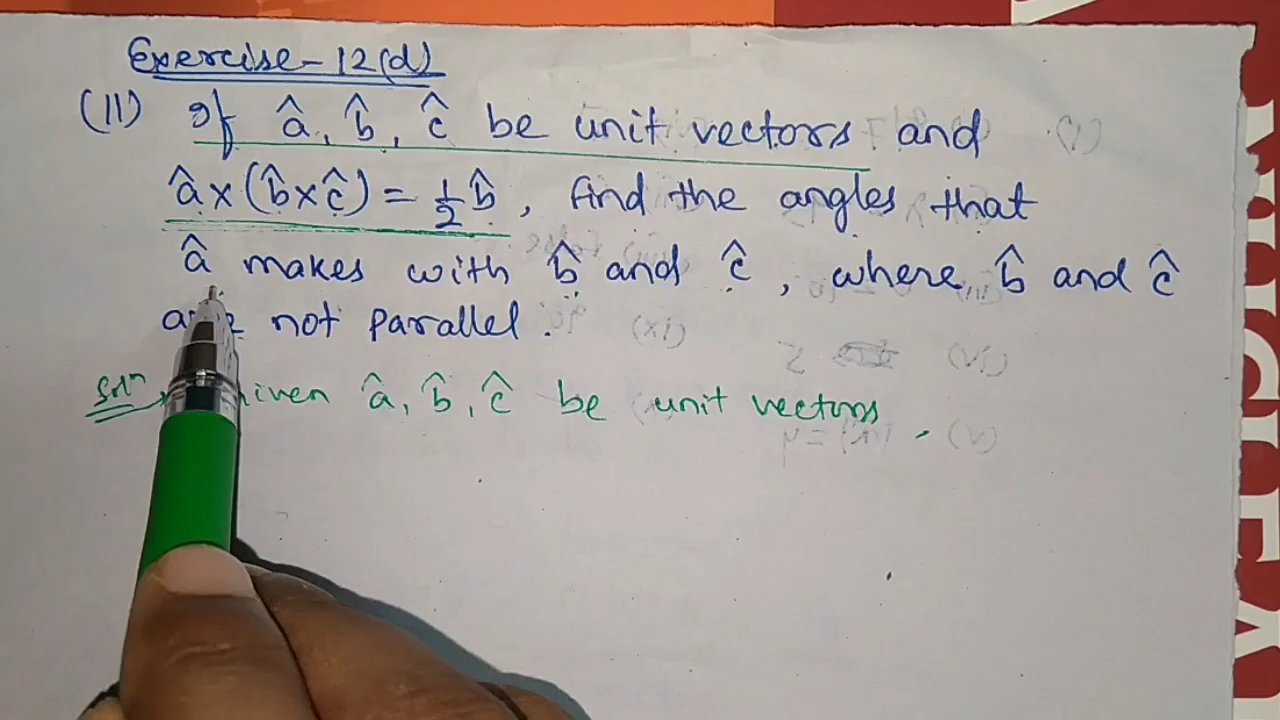 Exercise-12(d)
(11) If â, b̂, ĉ be unit vectors and
â×(b̂×ĉ) = 1/2 b̂, find the angles that
â makes with b̂ and ĉ, where b̂ and ĉ
are not parallel.
Solⁿ Given â, b̂, ĉ be unit vectors.